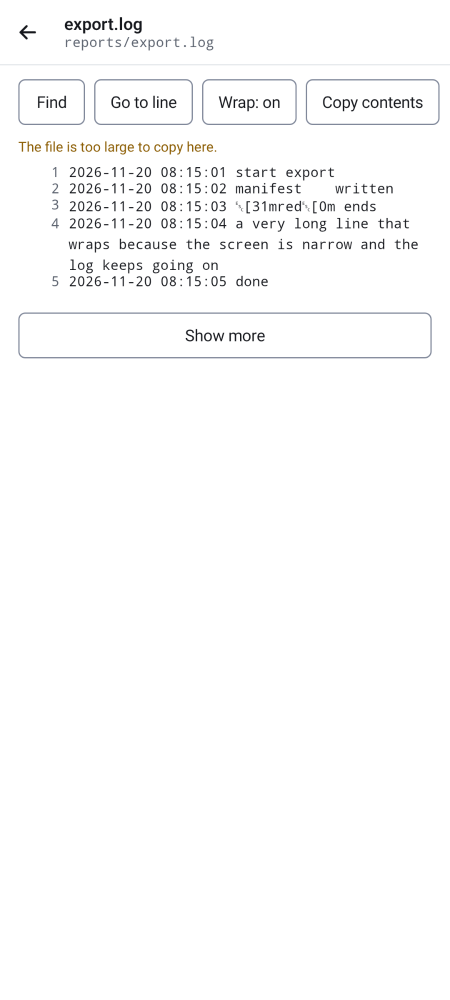 export.log
reports/export.log
Find
Go to line
Wrap: on
Copy contents
The file is too large to copy here.
1 2026-11-20 08:15:01 start export
2 2026-11-20 08:15:02 manifest    written
3 2026-11-20 08:15:03 ␛[31mred␛[0m ends
4 2026-11-20 08:15:04 a very long line that
wraps because the screen is narrow and the
log keeps going on
5 2026-11-20 08:15:05 done
Show more